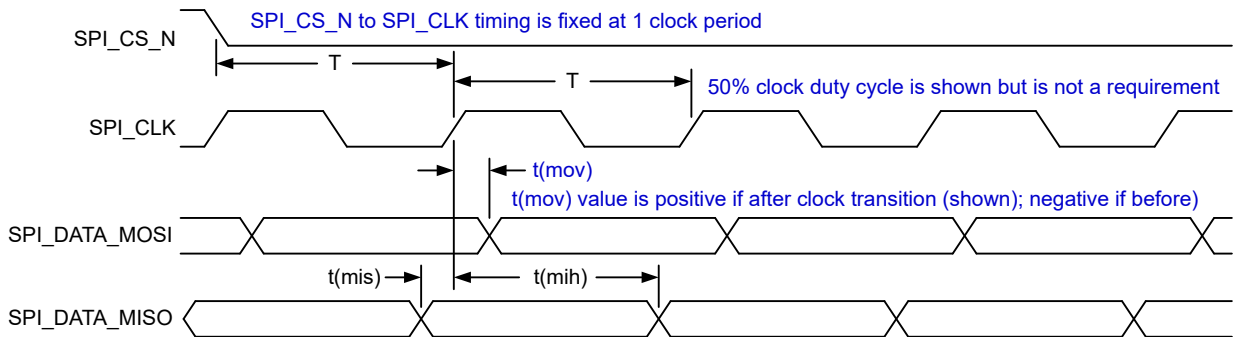 SPI_CS_N to SPI_CLK timing is fixed at 1 clock period
SPI_CS_N
T
T
50% clock duty cycle is shown but is not a requirement
SPI_CLK
t(mov)
t(mov) value is positive if after clock transition (shown); negative if before)
SPI_DATA_MOSI
t(mis)
t(mih)
SPI_DATA_MISO